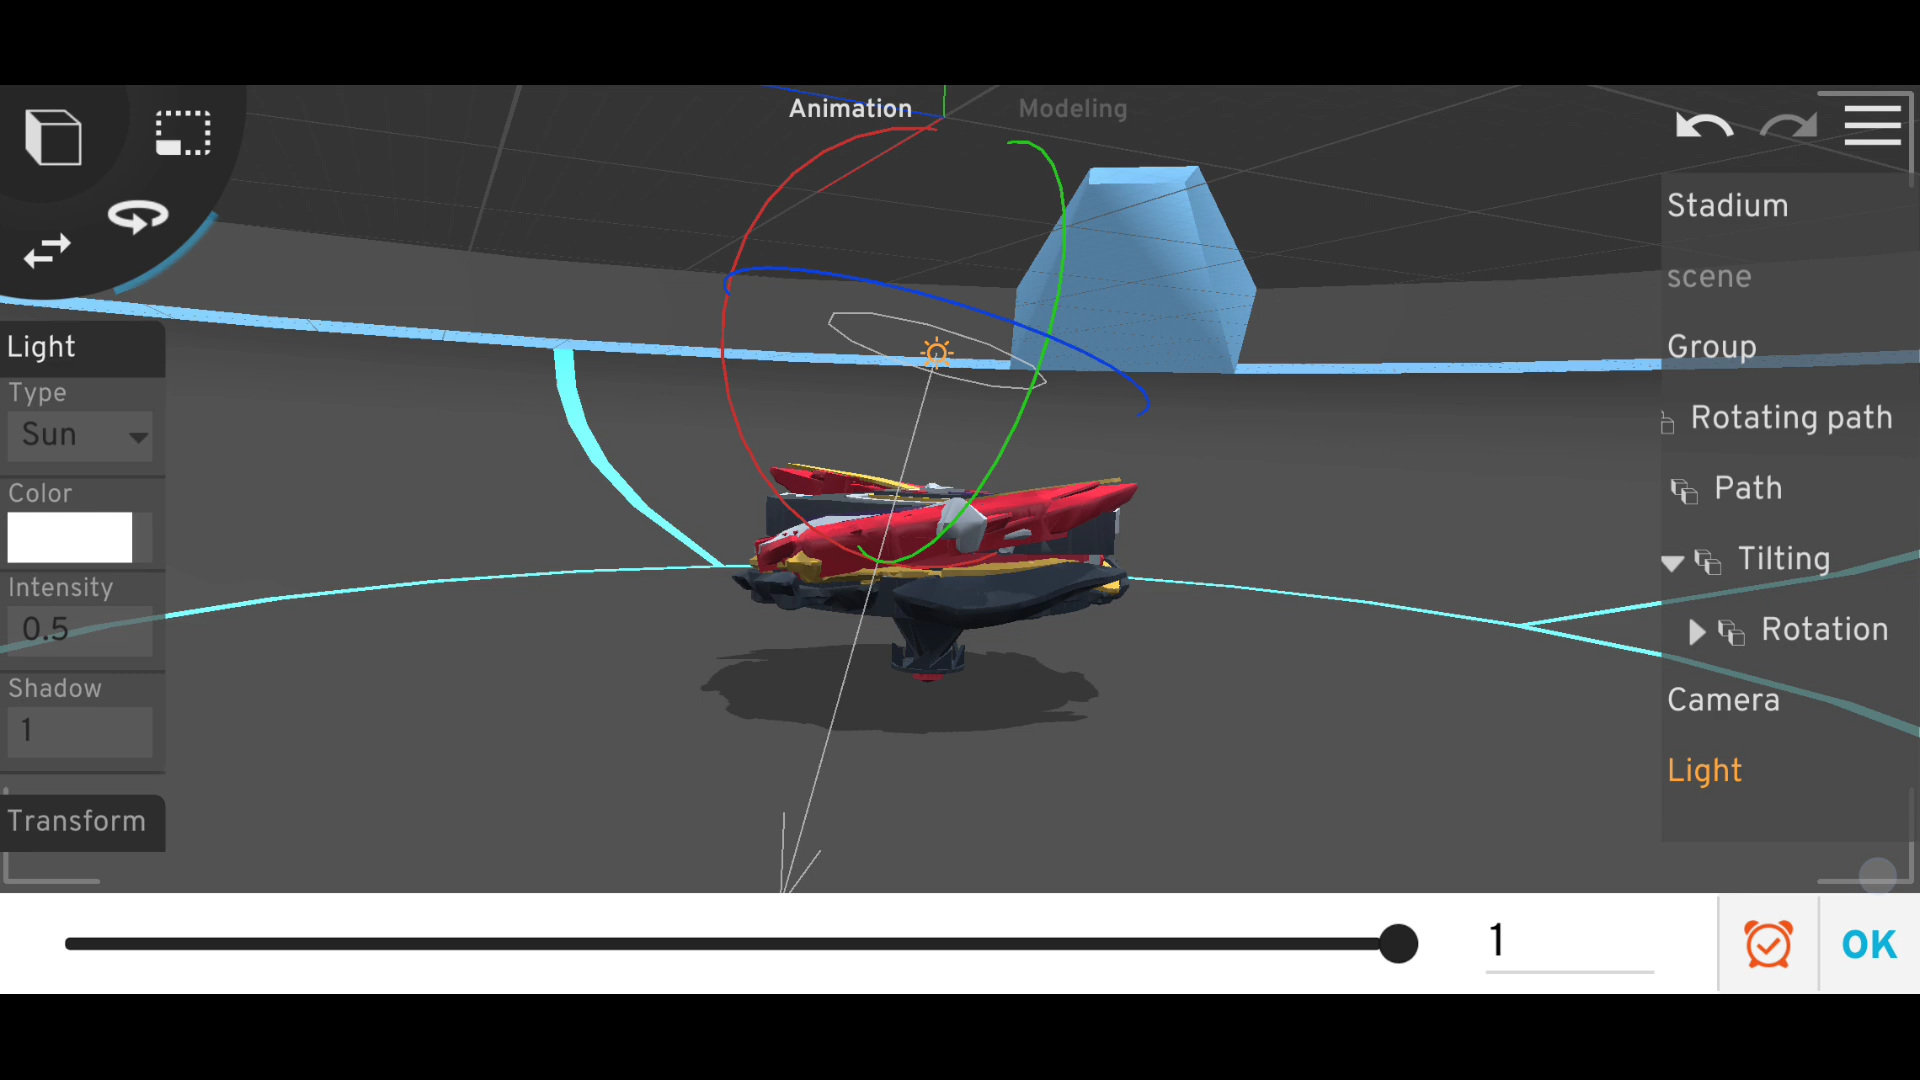 Animation Modeling
Stadium
scene
Group
Rotating path
Path
Tilting
Rotation
Camera
Light
Light
Type
Sun
Color
Intensity
0.5
Shadow
1
Transform
1
OK